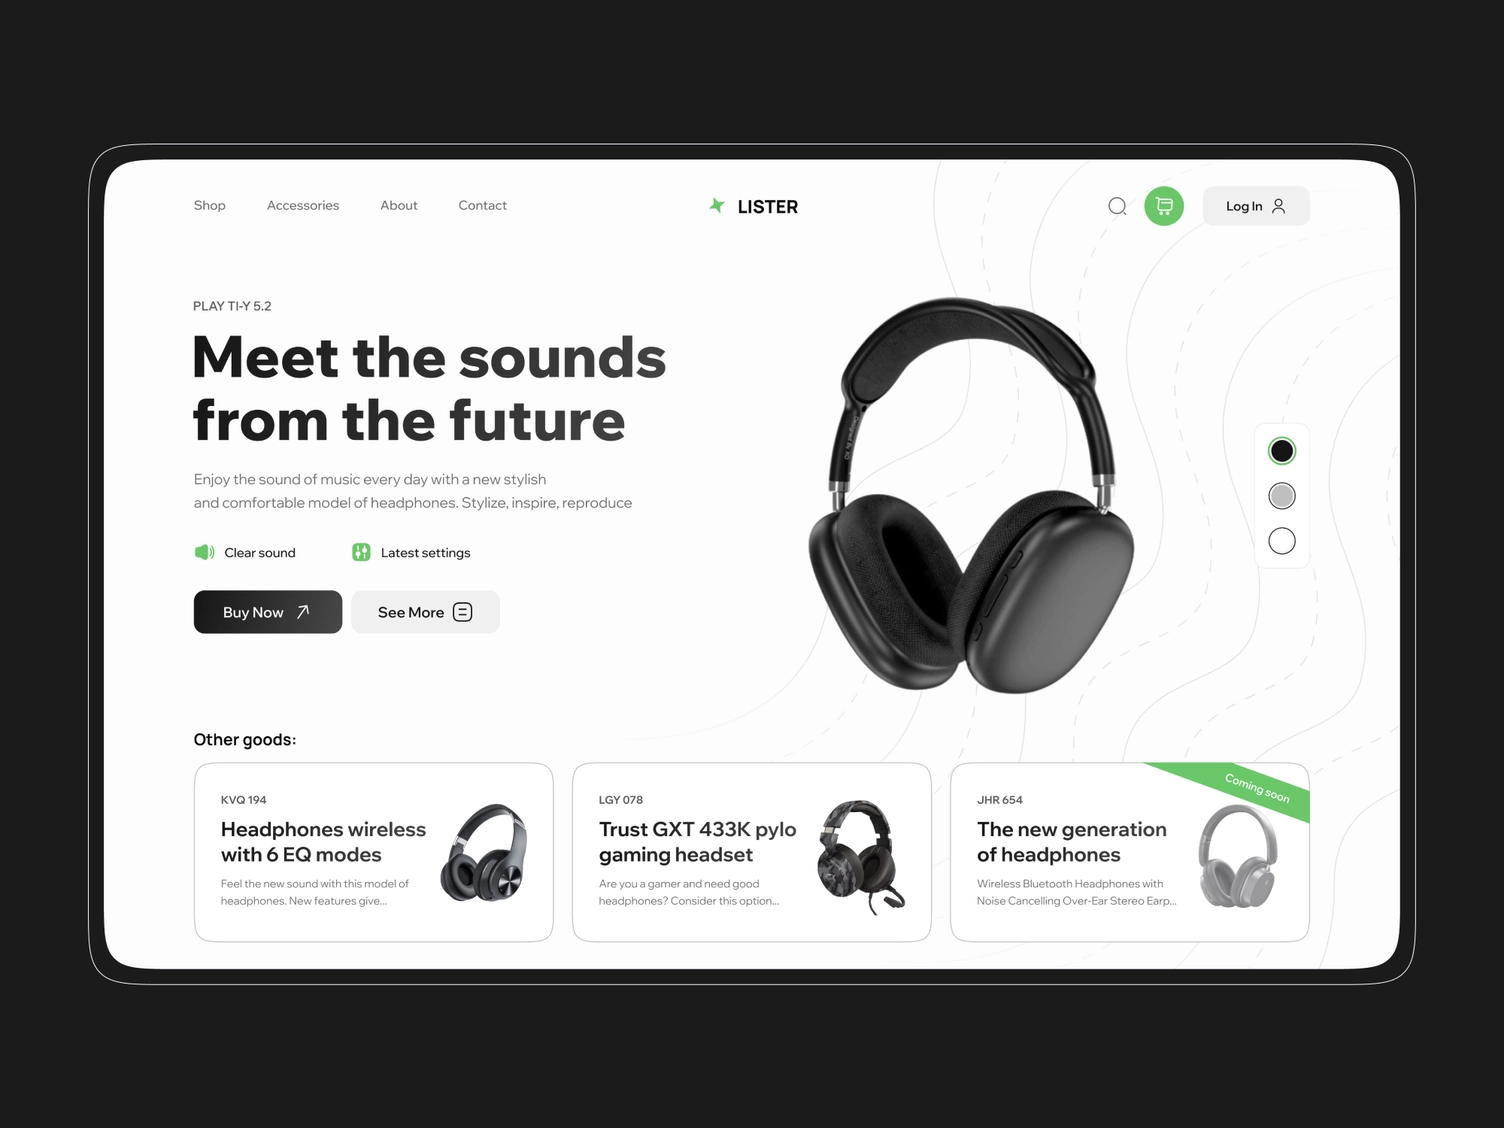 Shop
Accessories
About
Contact
LISTER
Log In
PLAY TI-Y 5.2
Meet the sounds
from the future
Enjoy the sound of music every day with a new stylish
and comfortable model of headphones. Stylize, inspire, reproduce
Clear sound
Latest settings
Buy Now
See More
Designed By RO
Other goods:
KVQ 194
Headphones wireless
with 6 EQ modes
Feel the new sound with this model of
headphones. New features give...
LGY 078
Trust GXT 433K pylo
gaming headset
Are you a gamer and need good
headphones? Consider this option...
Coming soon
JHR 654
The new generation
of headphones
Wireless Bluetooth Headphones with
Noise Cancelling Over-Ear Stereo Earp...